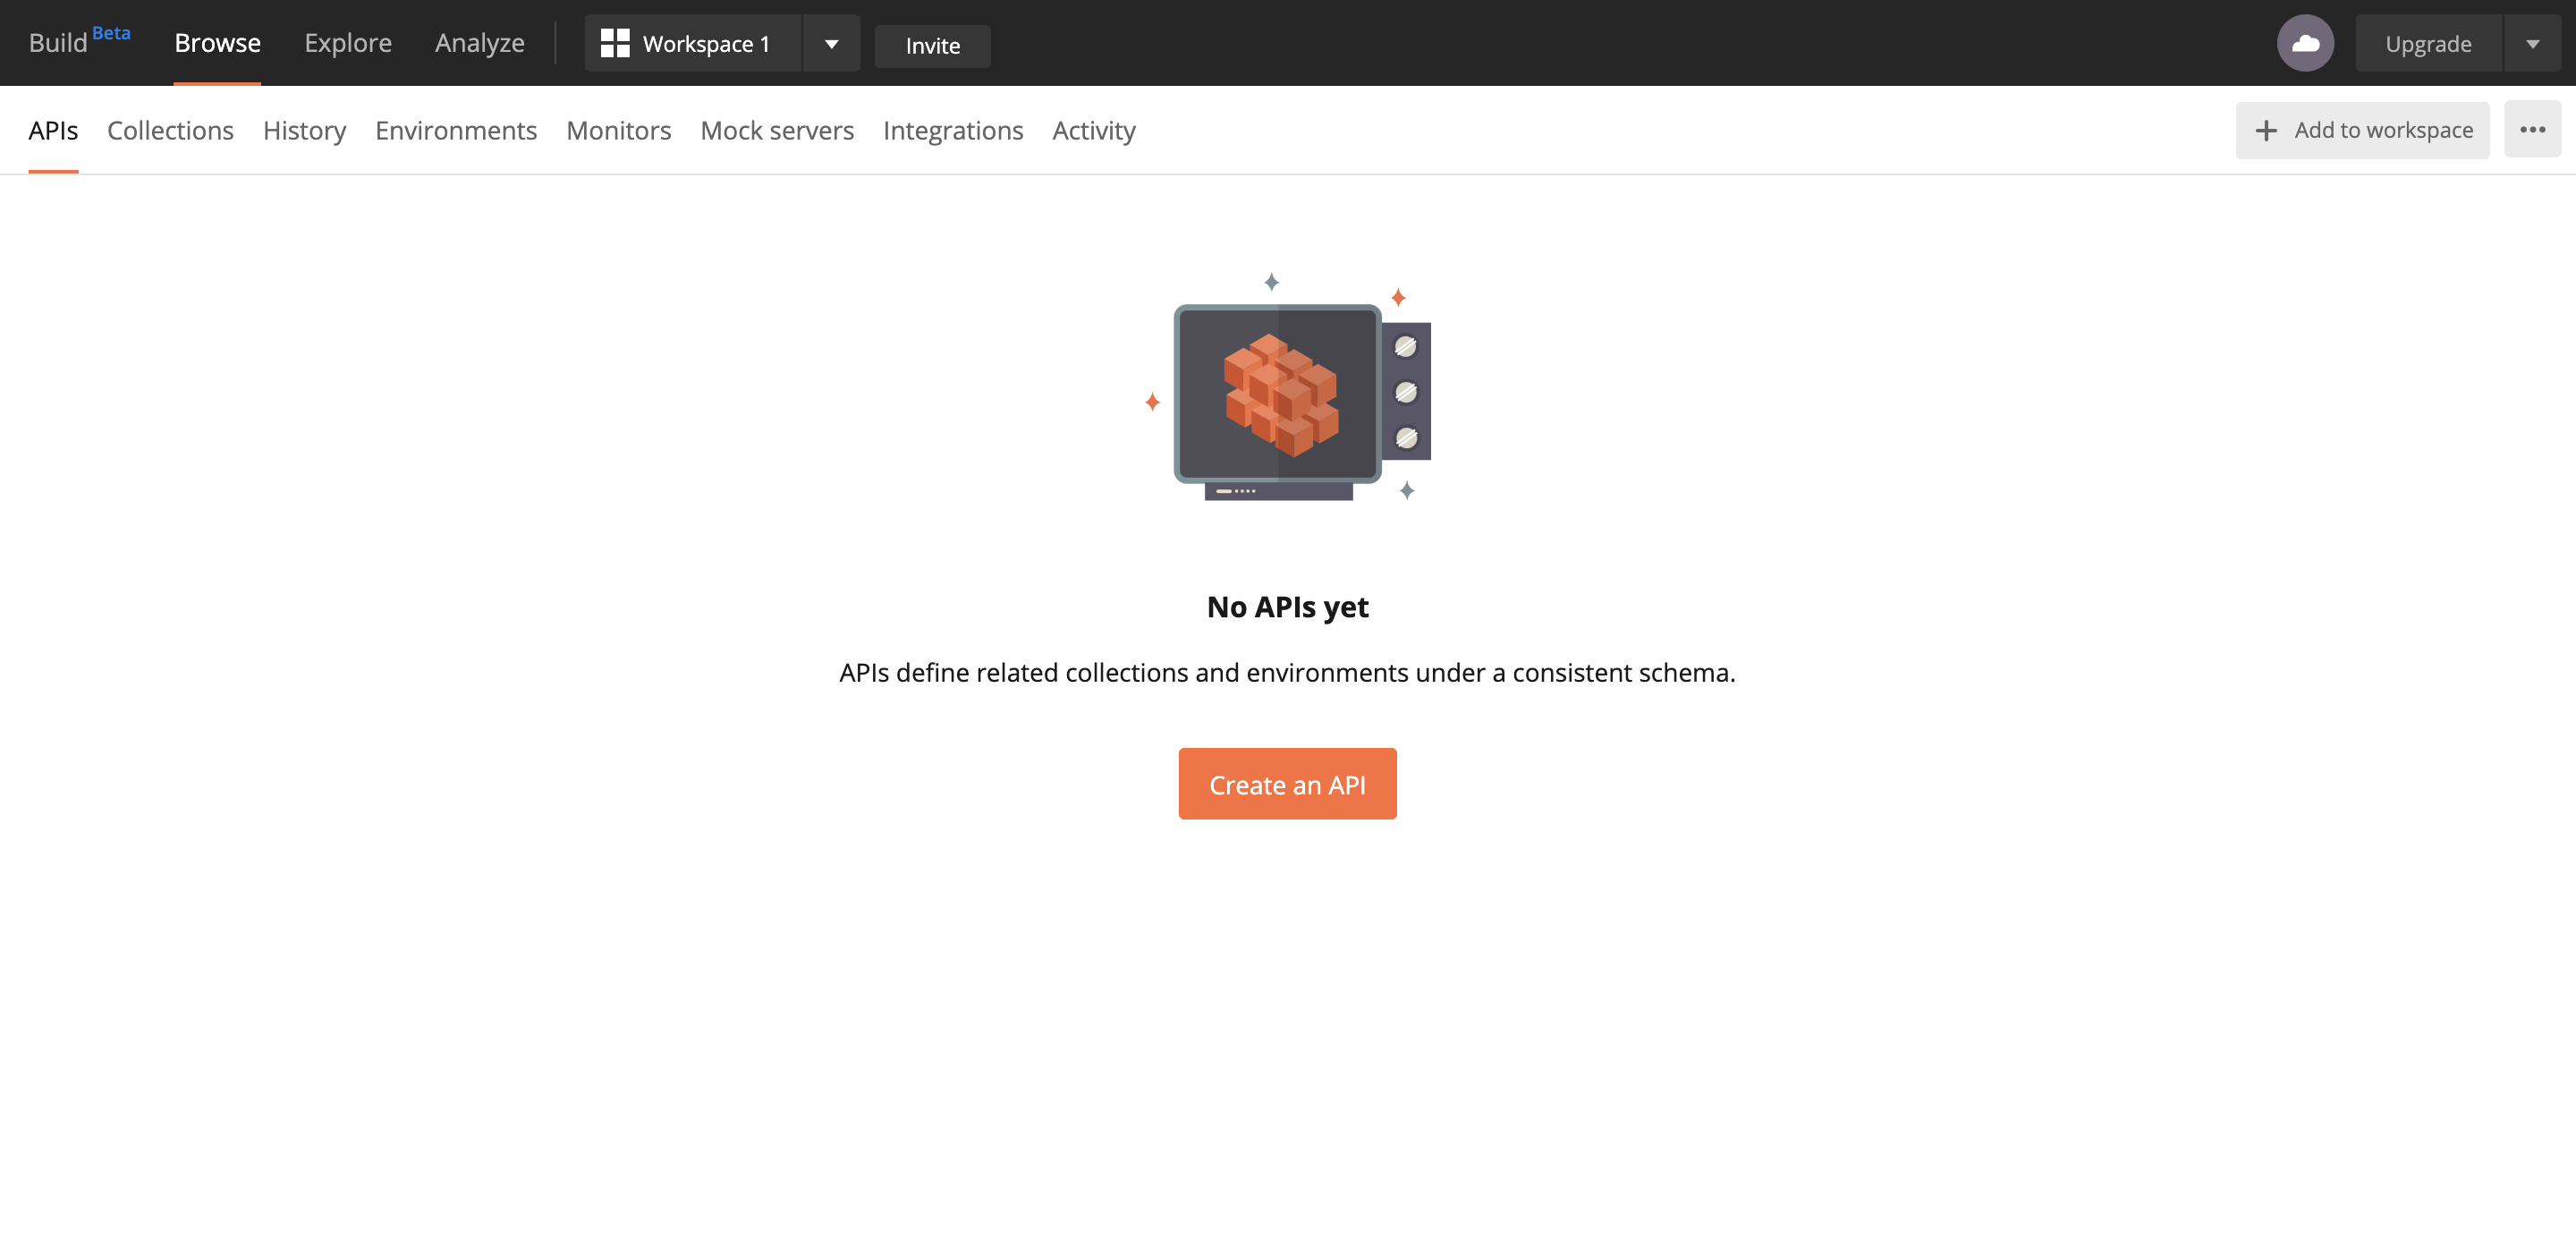 Build Beta Browse Explore Analyze Workspace 1 Invite Upgrade
APIs Collections History Environments Monitors Mock servers Integrations Activity Add to workspace
No APIs yet
APIs define related collections and environments under a consistent schema.
Create an API